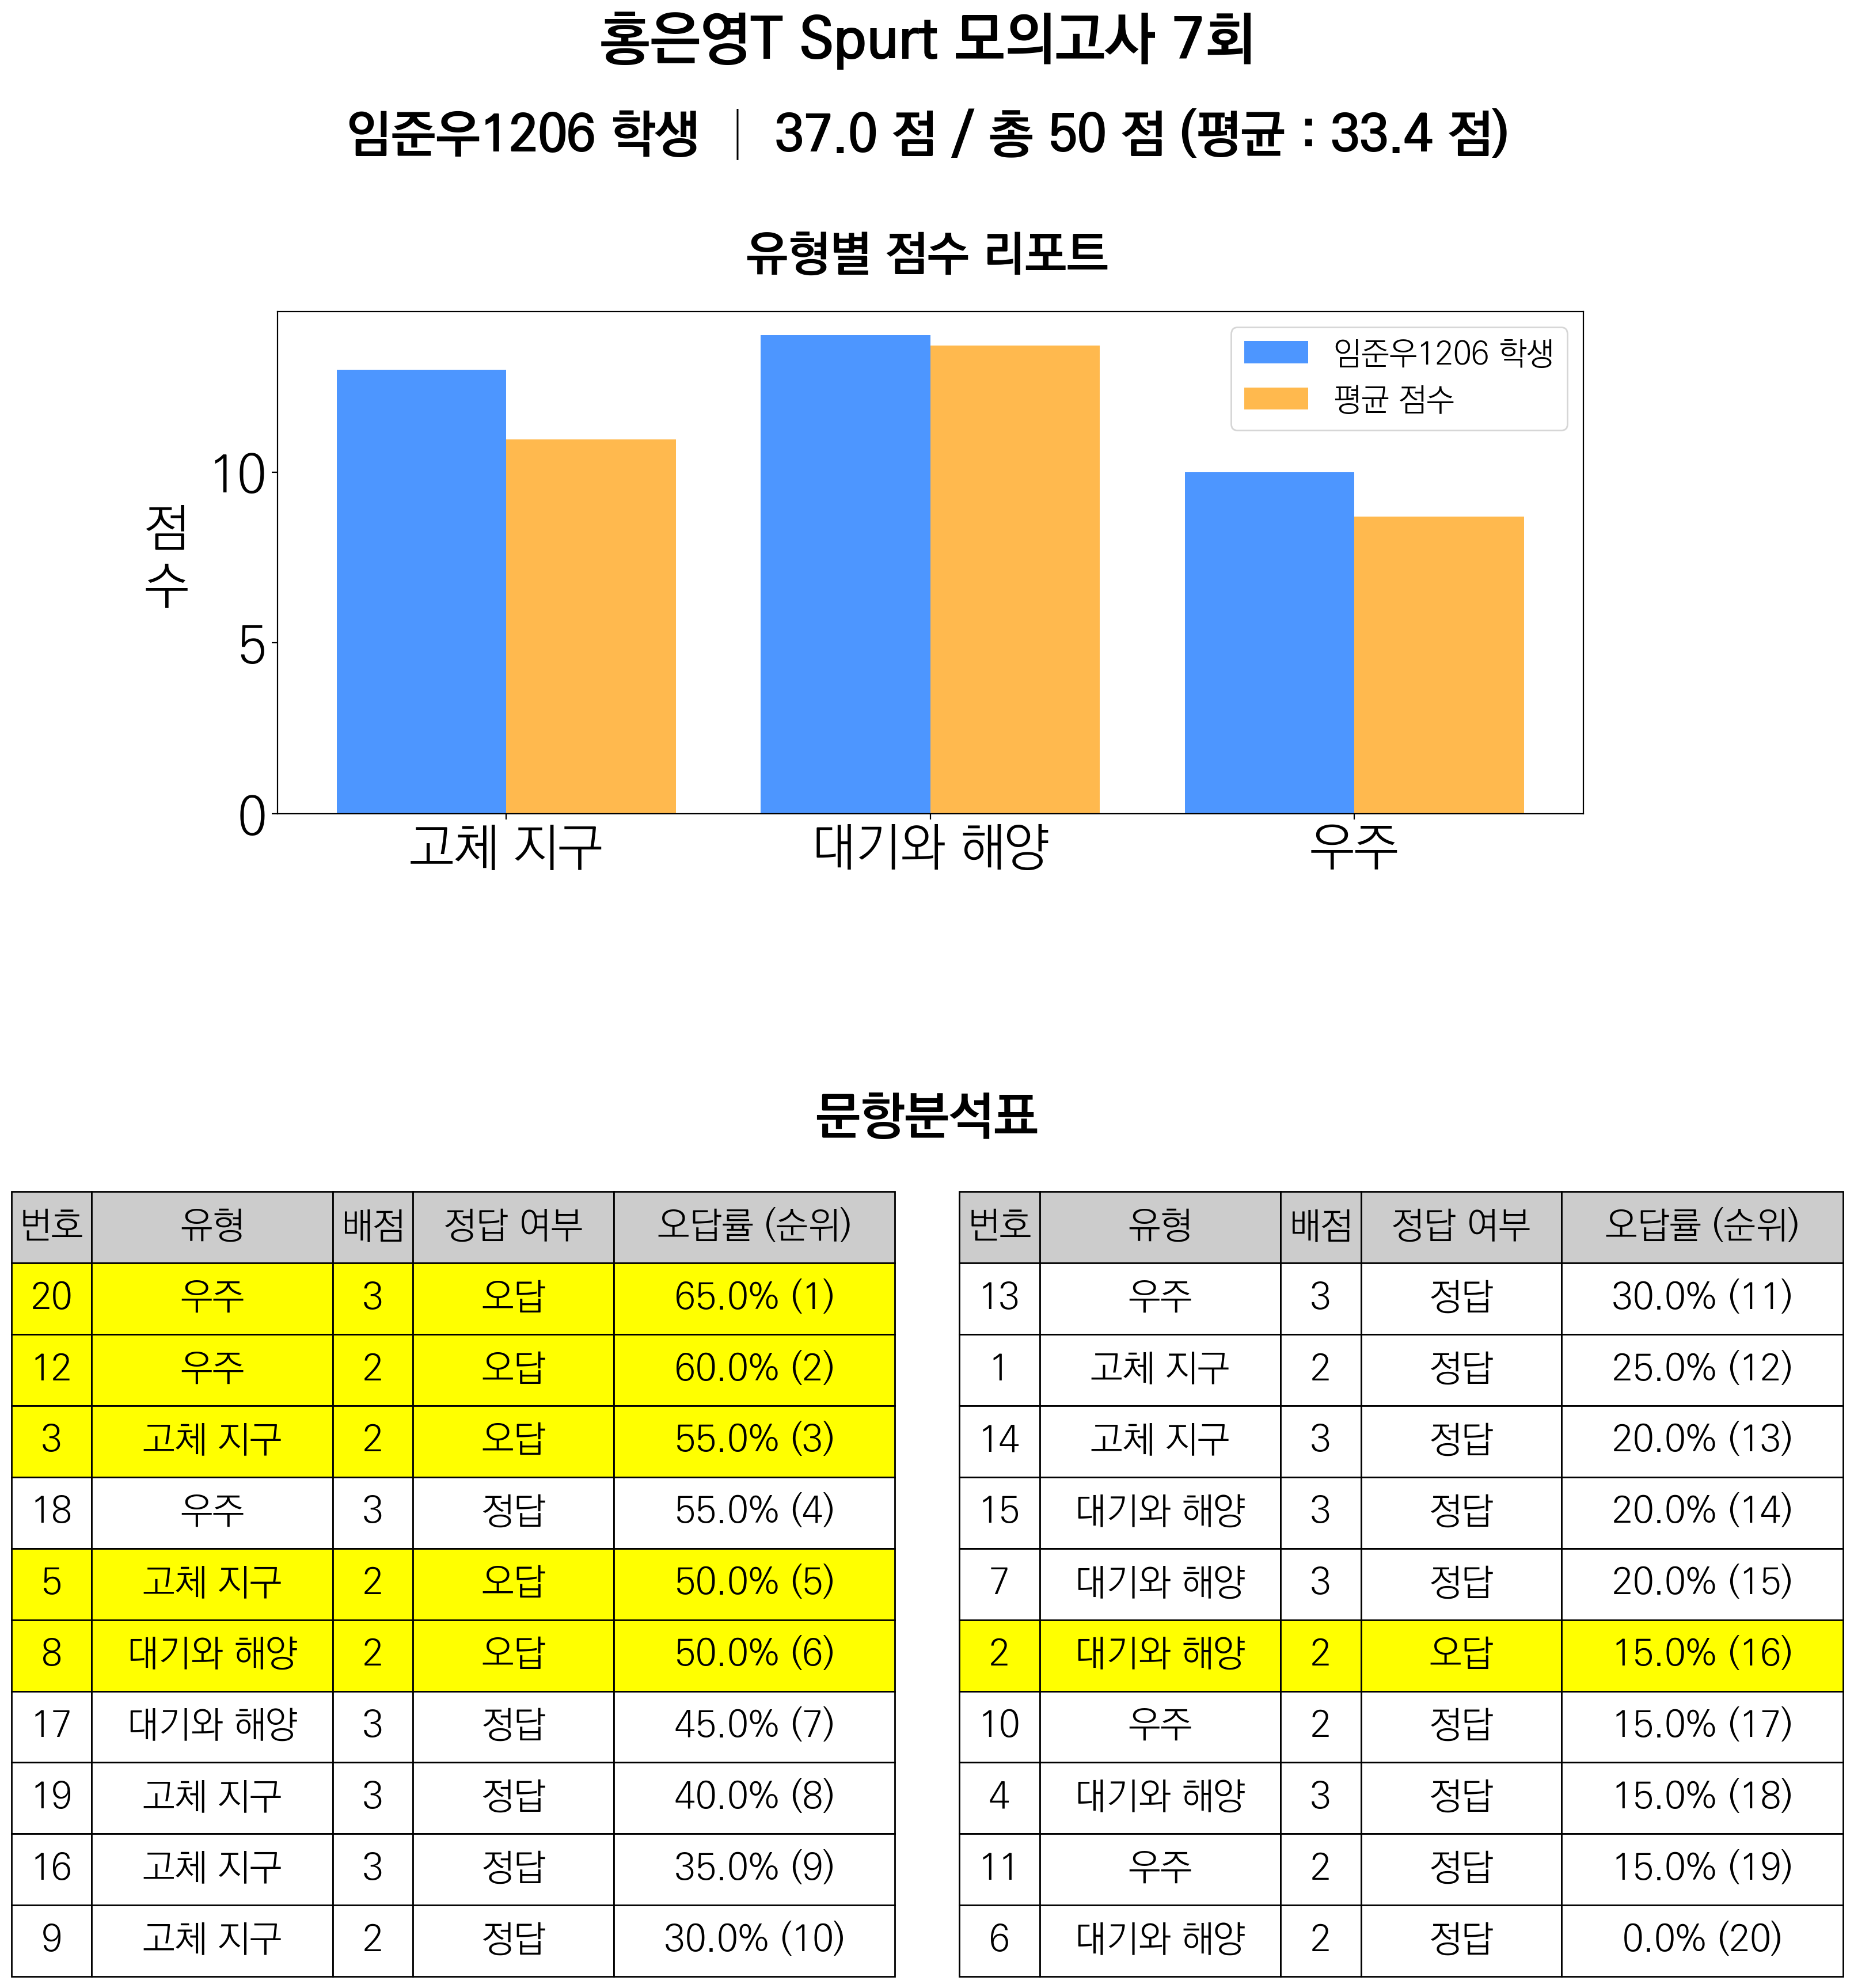 홍은영T Spurt 모의고사 7회
임준우1206 학생 │ 37.0 점 / 총 50 점 (평균 : 33.4 점)
유형별 점수 리포트
임준우1206 학생
평균 점수
10
5
0
점
수
고체 지구 대기와 해양 우주
문항분석표
번호 유형 배점 정답 여부 오답률 (순위)
20 우주 3 오답 65.0% (1)
12 우주 2 오답 60.0% (2)
3 고체 지구 2 오답 55.0% (3)
18 우주 3 정답 55.0% (4)
5 고체 지구 2 오답 50.0% (5)
8 대기와 해양 2 오답 50.0% (6)
17 대기와 해양 3 정답 45.0% (7)
19 고체 지구 3 정답 40.0% (8)
16 고체 지구 3 정답 35.0% (9)
9 고체 지구 2 정답 30.0% (10)
번호 유형 배점 정답 여부 오답률 (순위)
13 우주 3 정답 30.0% (11)
1 고체 지구 2 정답 25.0% (12)
14 고체 지구 3 정답 20.0% (13)
15 대기와 해양 3 정답 20.0% (14)
7 대기와 해양 3 정답 20.0% (15)
2 대기와 해양 2 오답 15.0% (16)
10 우주 2 정답 15.0% (17)
4 대기와 해양 3 정답 15.0% (18)
11 우주 2 정답 15.0% (19)
6 대기와 해양 2 정답 0.0% (20)